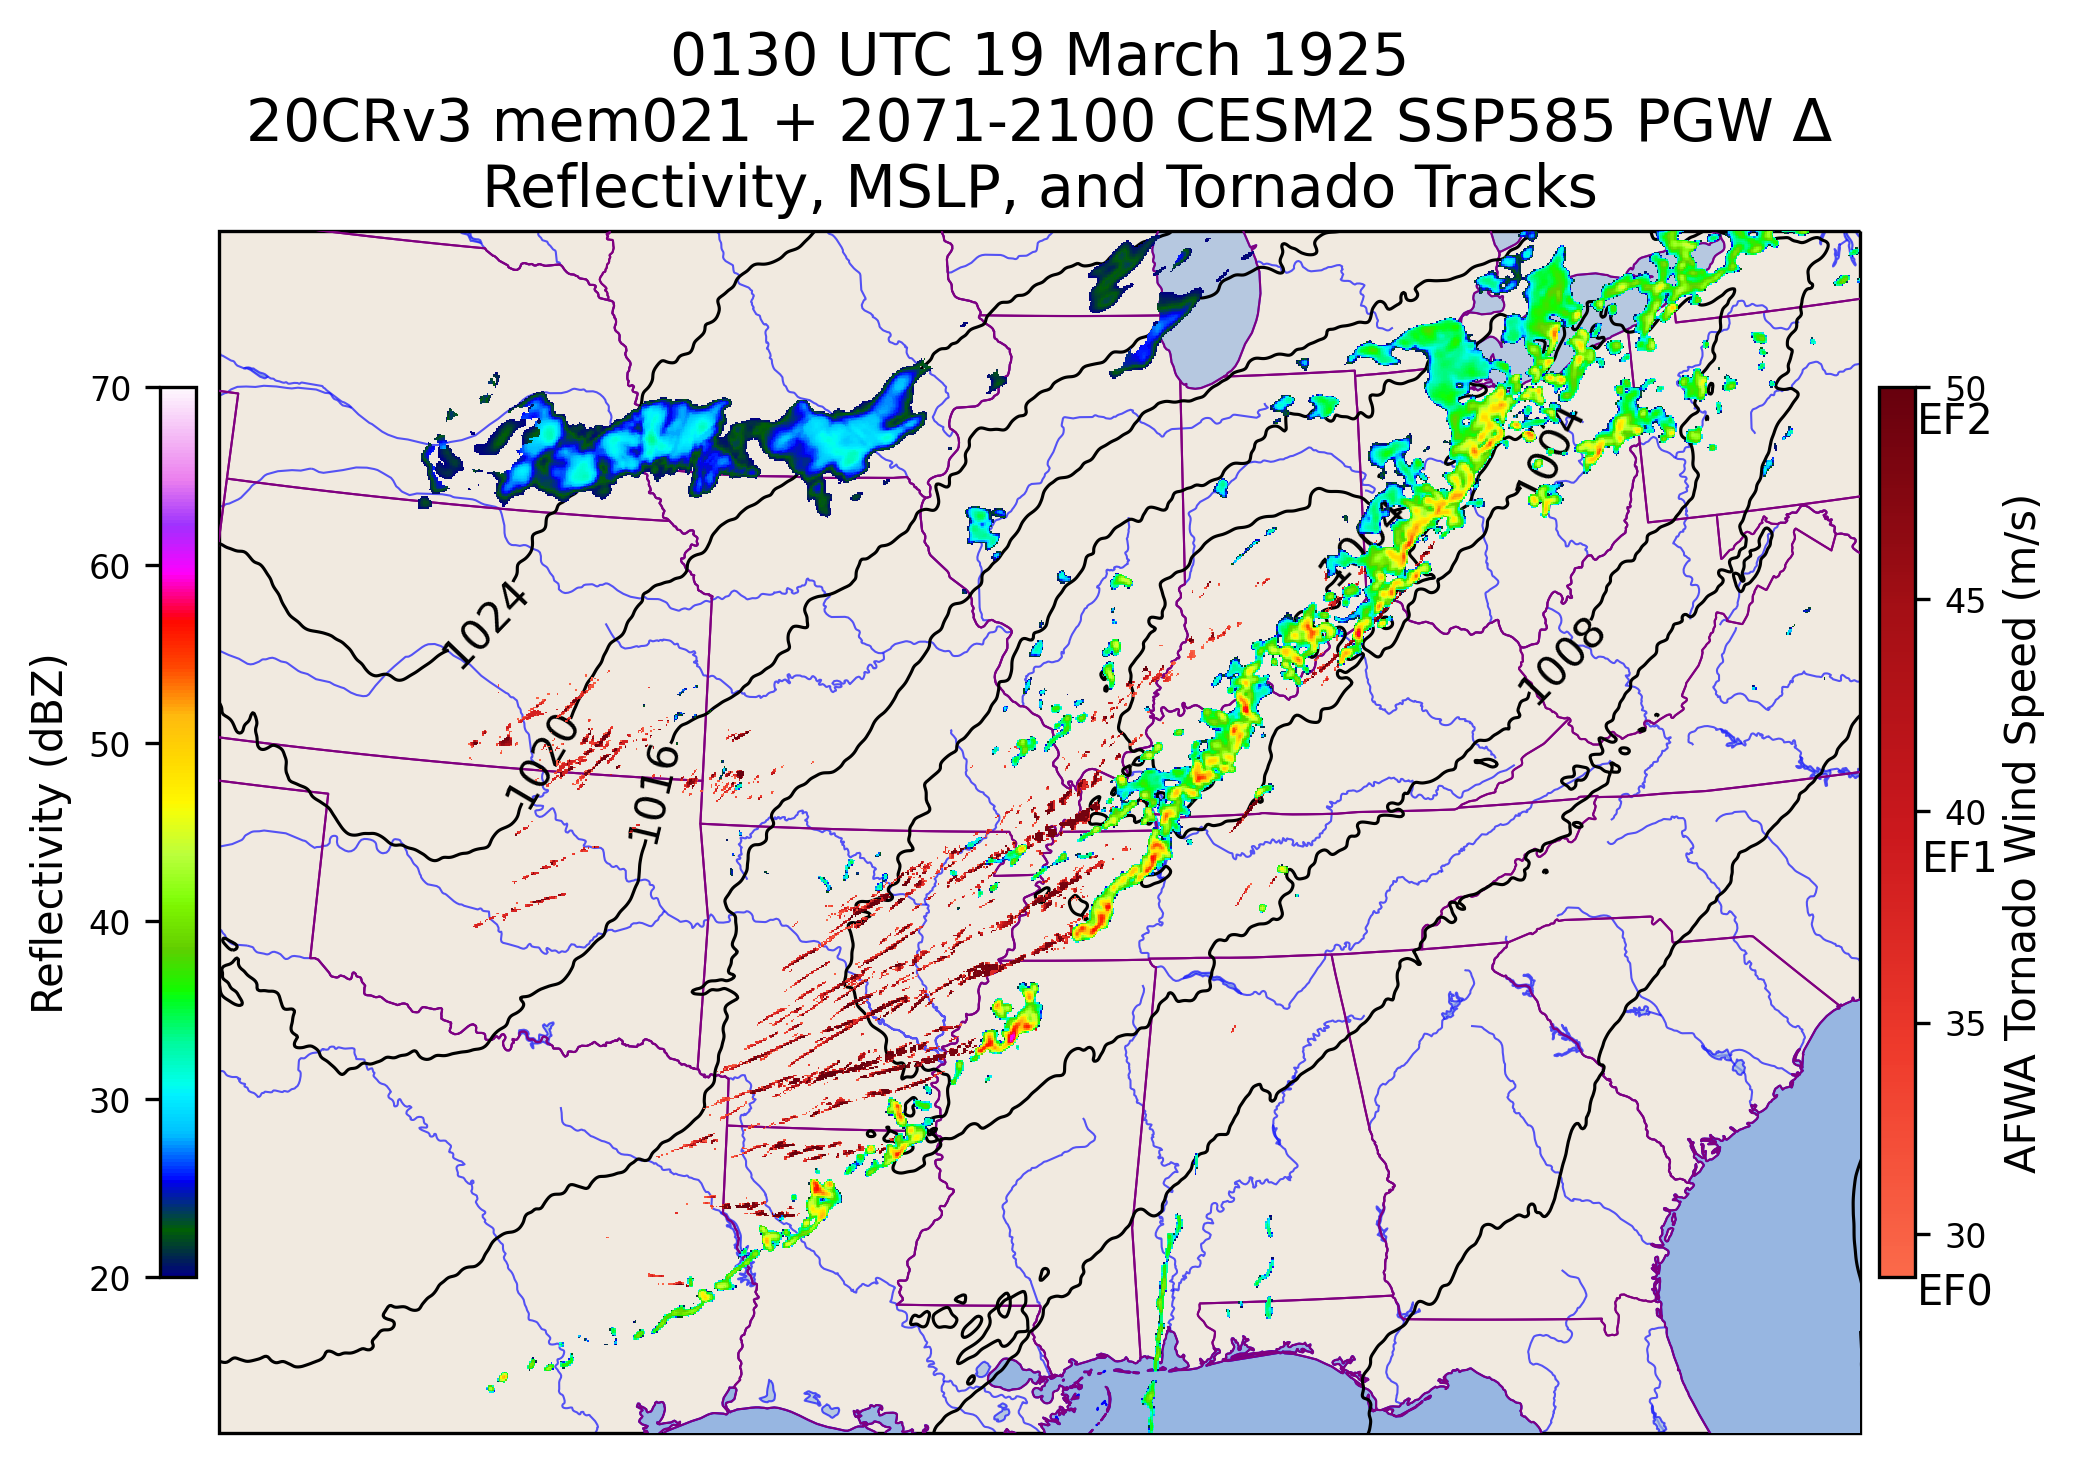 0130 UTC 19 March 1925
20CRv3 mem021 + 2071-2100 CESM2 SSP585 PGW Δ
Reflectivity, MSLP, and Tornado Tracks
Reflectivity (dBZ)
70
60
50
40
30
20
1024
1020
1016
1004
1004
1008
50
EF2
45
40
EF1
35
30
EF0
AFWA Tornado Wind Speed (m/s)